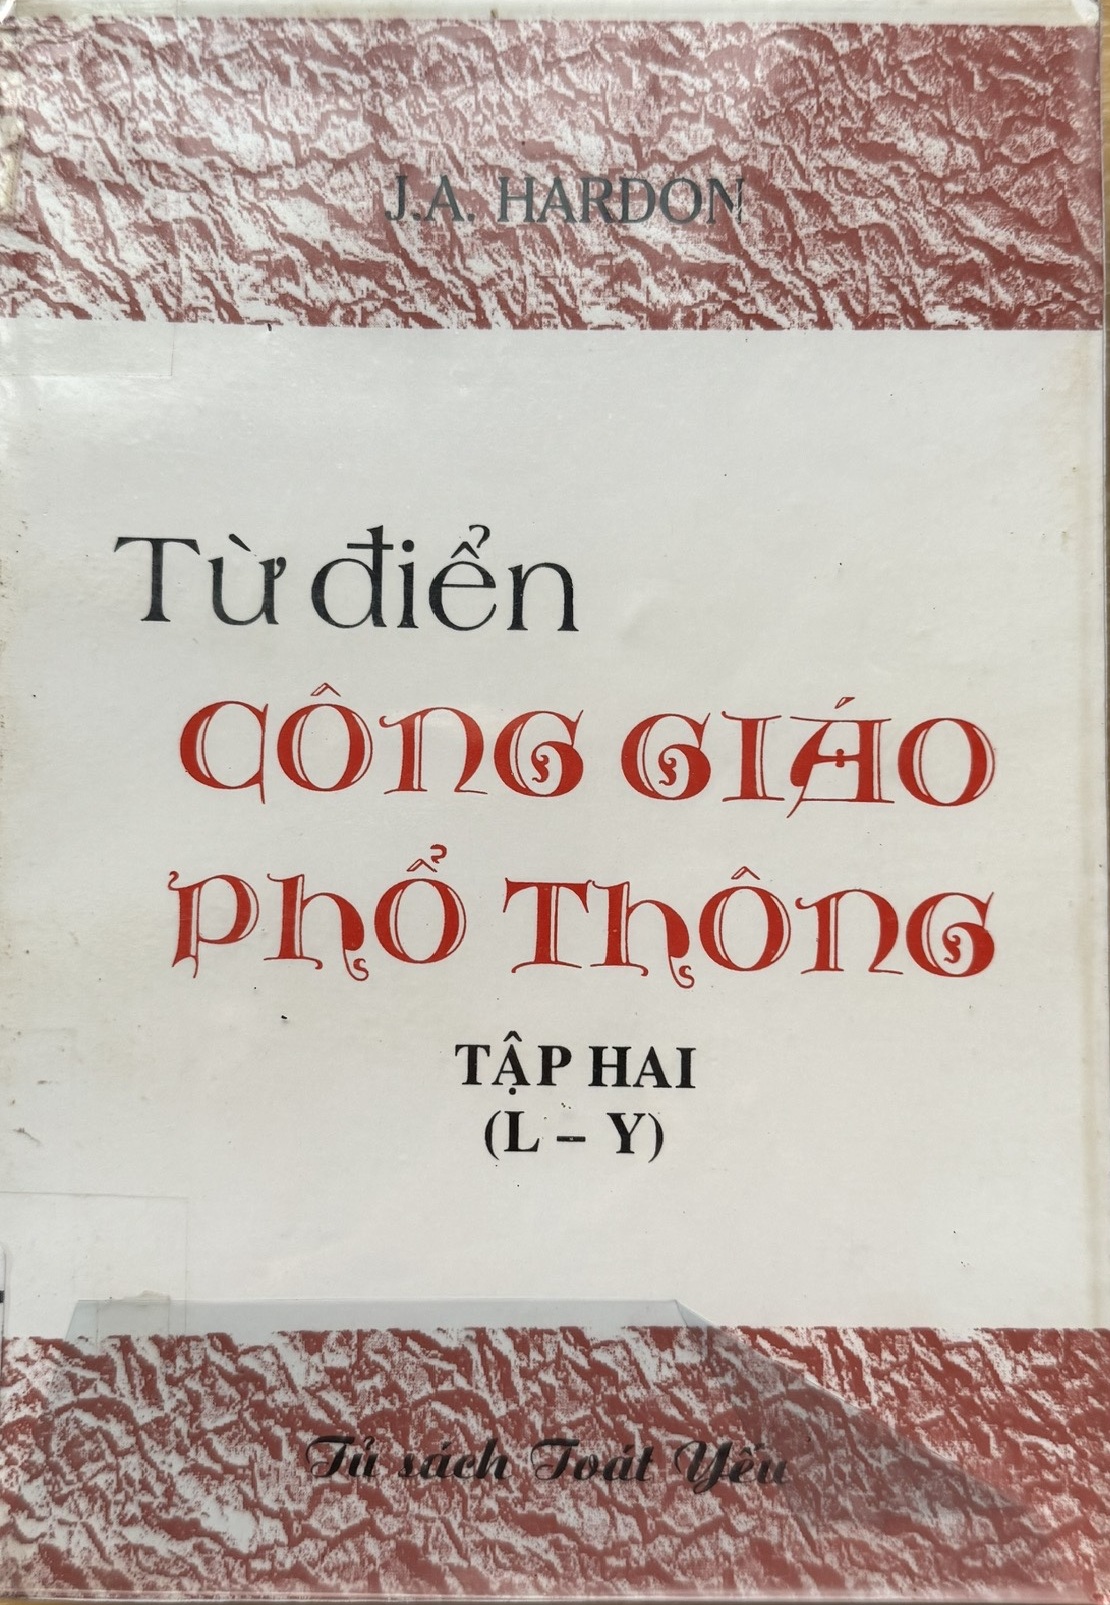 J.A. HARDON
Từ điển
CÔNG GIÁO
PHỔ THÔNG
TẬP HAI
(L – Y)
Tủ sách Toát Yếu